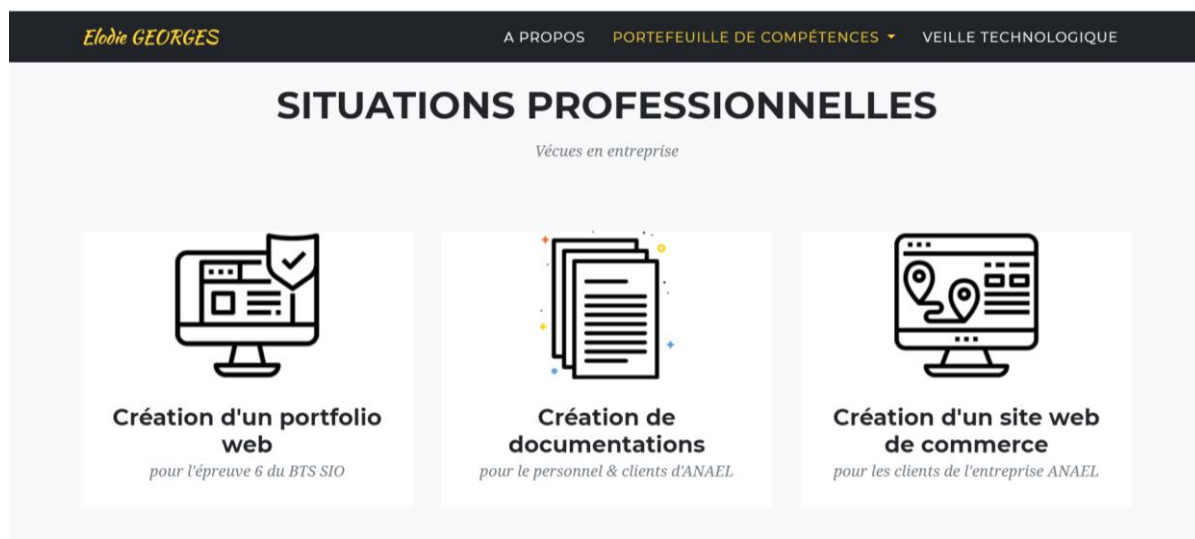 Elodie GEORGES
A PROPOS
PORTEFEUILLE DE COMPÉTENCES
VEILLE TECHNOLOGIQUE
SITUATIONS PROFESSIONNELLES
Vécues en entreprise
Création d'un portfolio
web
pour l'épreuve 6 du BTS SIO
Création de
documentations
pour le personnel & clients d'ANAEL
Création d'un site web
de commerce
pour les clients de l'entreprise ANAEL